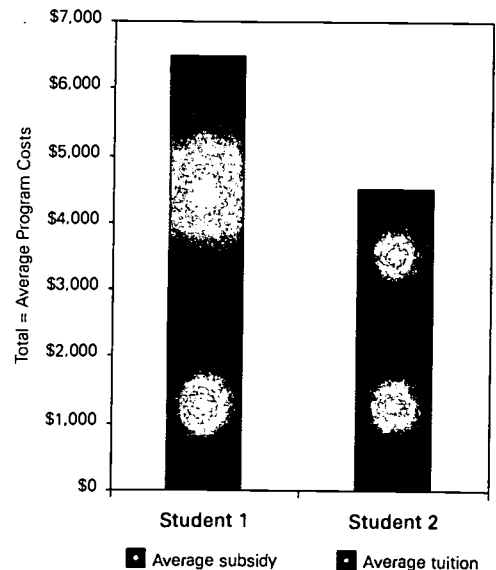 $7,000
$6,000
$5,000
$4,000
$3,000
$2,000
$1,000
$0
Total = Average Program Costs
Student 1 Student 2
Average subsidy Average tuition